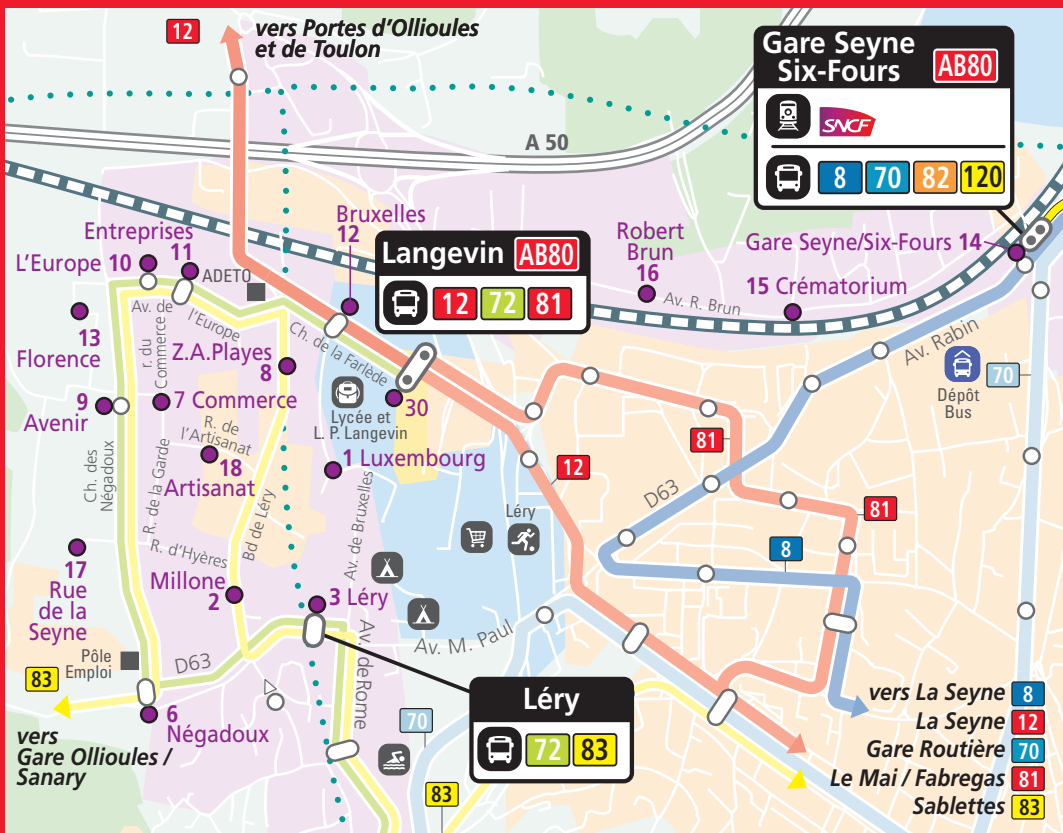 12
vers Portes d'Ollioules
et de Toulon
Gare Seyne
Six-Fours
AB80
SNCF
8 70 82 120
A 50
Bruxelles
12
Langevin AB80
12 72 81
Robert
Brun
16
Av. R. Brun
Gare Seyne/Six-Fours 14
15 Crématorium
Entreprises
11
L'Europe 10
ADETO
Av. de
l'Europe
13
Florence
r. du
Commerce
Z.A.Playes
8
Ch. de la Farlède
9
Avenir
7 Commerce
30
Lycée et
L. P. Langevin
R. de
l'Artisanat
18
Artisanat
1 Luxembourg
Av. Rabin
Dépôt
Bus
70
81
12
D63
81
8
Léry
Ch. des
Négadoux
R. de la Garde
R. d'Hyères
Bd de Léry
Av. de Bruxelles
17
Rue
de la
Seyne
Millone
2
3 Léry
Av. M. Paul
Av. de Rome
Pôle
Emploi
D63
83
6
Négadoux
vers
Gare Ollioules /
Sanary
70
83
Léry
72 83
vers La Seyne 8
La Seyne 12
Gare Routière 70
Le Mai / Fabregas 81
Sablettes 83